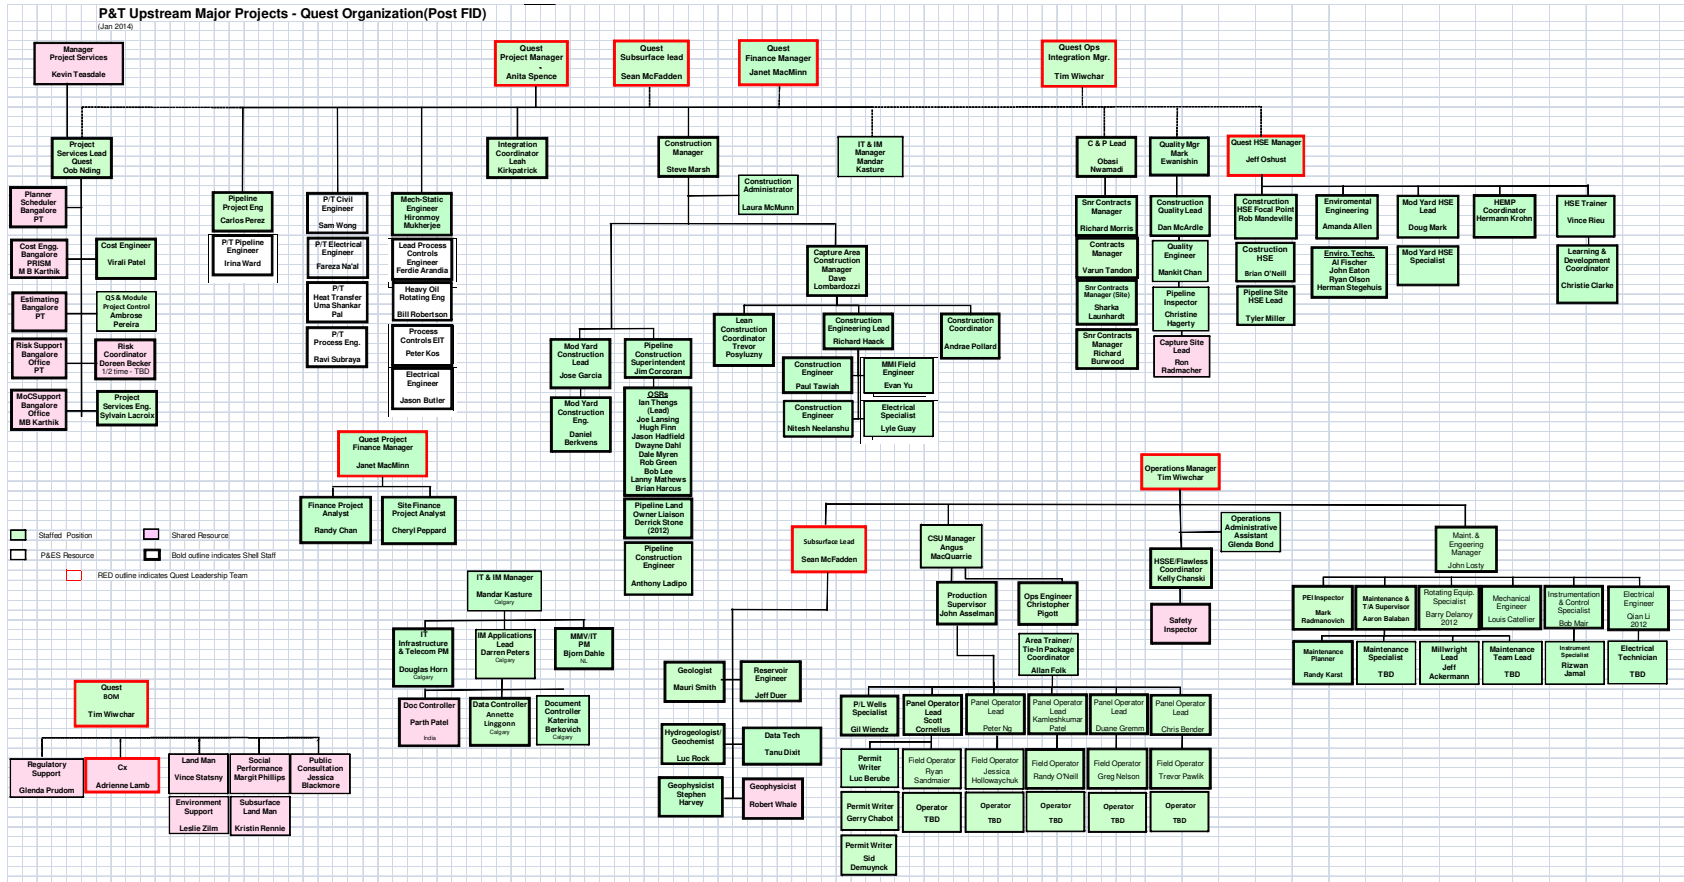 P&T Upstream Major Projects - Quest Organization(Post FID)
(Jan 2014)
Manager
Project Services
Kevin Teasdale
Quest
Project Manager
-
Anita Spence
Quest
Subsurface lead
Sean McFadden
Quest
Finance Manager
Janet MacMinn
Quest Ops
Integration Mgr.
Tim Wiwchar
Project
Services Lead
Quest
Oob Nding
Integration
Coordinator
Leah
Kirkpatrick
Construction
Manager
Steve Marsh
IT & IM
Manager
Mandar
Kasture
C & P Lead
Obasi
Nwamadi
Quality Mgr
Mark
Ewanishin
Quest HSE Manager
Jeff Oshust
Construction
Administrator
Laura McMunn
Planner
Scheduler
Bangalore
PT
Cost Engg.
Bangalore
PRISM
M B Karthik
Cost Engineer
Virali Patel
Estimating
Bangalore
PT
QS & Module
Project Control
Ambrose
Pereira
Risk Support
Bangalore
Office
PT
Risk
Coordinator
Doreen Becker
1/2 time - TBD
MoCSupport
Bangalore
Office
MB Karthik
Project
Services Eng.
Sylvain Lacroix
Pipeline
Project Eng
Carlos Perez
P/T Pipeline
Engineer
Irina Ward
P/T Civil
Engineer
Sam Wong
P/T Electrical
Engineer
Fareza Na'al
P/T
Heat Transfer
Uma Shankar
Pal
P/T
Process Eng.
Ravi Subraya
Mech-Static
Engineer
Hironmoy
Mukherjee
Lead Process
Controls
Engineer
Ferdie Arandia
Heavy Oil
Rotating Eng
Bill Robertson
Process
Controls EIT
Peter Kos
Electrical
Engineer
Jason Butler
Capture Area
Construction
Manager
Dave
Lombardozzi
Lean
Construction
Coordinator
Trevor
Posyluzny
Construction
Engineering Lead
Richard Haack
Construction
Coordinator
Andrae Pollard
Construction
Engineer
Paul Tawiah
MMI Field
Engineer
Evan Yu
Construction
Engineer
Nitesh Neelanshu
Electrical
Specialist
Lyle Guay
Mod Yard
Construction
Lead
Jose Garcia
Mod Yard
Construction
Eng.
Daniel
Berkvens
Pipeline
Construction
Superintendent
Jim Corcoran
QSRs
Ian Thengs
(Lead)
Joe Lansing
Hugh Finn
Jason Hadfield
Dwayne Dahl
Dale Myren
Rob Green
Bob Lee
Lanny Mathews
Brian Harcus
Pipeline Land
Owner Liaison
Derrick Stone
(2012)
Pipeline
Construction
Engineer
Anthony Ladipo
Snr Contracts
Manager
Richard Morris
Contracts
Manager
Varun Tandon
Snr Contracts
Manager (Site)
Sharka
Launhardt
Snr Contracts
Manager
Richard
Burwood
Construction
Quality Lead
Dan McArdle
Quality
Engineer
Mankit Chan
Pipeline
Inspector
Christine
Hagerty
Capture Site
Lead
Ron
Radmacher
Construction
HSE Focal Point
Rob Mandeville
Costruction
HSE
Brian O'Neill
Pipeline Site
HSE Lead
Tyler Miller
Enviromental
Engineering
Amanda Allen
Enviro. Techs.
Al Fischer
John Eaton
Ryan Olson
Herman Stegehuis
Mod Yard HSE
Lead
Doug Mark
Mod Yard HSE
Specialist
HEMP
Coordinator
Hermann Krohn
HSE Trainer
Vince Rieu
Learning &
Development
Coordinator
Christie Clarke
Quest Project
Finance Manager
Janet MacMinn
Finance Project
Analyst
Randy Chan
Site Finance
Project Analyst
Cheryl Peppard
Staffed Position
Shared Resource
P&ES Resource
Bold outline indicates Shell Staff
RED outline indicates Quest Leadership Team
IT & IM Manager
Mandar Kasture
Calgary
IT
Infrastructure
& Telecom PM
Douglas Horn
Calgary
IM Applications
Lead
Darren Peters
Calgary
MMV/IT
PM
Bjorn Dahle
NL
Doc Controller
Parth Patel
India
Data Controller
Annette
Linggonn
Calgary
Document
Controller
Katerina
Berkovich
Calgary
Quest
BOM
Tim Wiwchar
Regulatory
Support
Glenda Prudom
Cx
Adrienne Lamb
Land Man
Vince Statsny
Social
Performance
Margit Phillips
Public
Consultation
Jessica
Blackmore
Environment
Support
Leslie Zilm
Subsurface
Land Man
Kristin Rennie
Operations Manager
Tim Wiwchar
Operations
Administrative
Assistant
Glenda Bond
Subsurface Lead
Sean McFadden
CSU Manager
Angus
MacQuarrie
HSSE/Flawless
Coordinator
Kelly Chanski
Safety
Inspector
Maint. &
Engeering
Manager
John Losty
Production
Supervisor
John Asselman
Ops Engineer
Christopher
Pigott
Area Trainer/
Tie-In Package
Coordinator
Allan Folk
Geologist
Mauri Smith
Reservoir
Engineer
Jeff Duer
Hydrogeologist/
Geochemist
Luc Rock
Data Tech
Tanu Dixit
Geophysicist
Stephen
Harvey
Geophysicist
Robert Whale
P/L Wells
Specialist
Gil Wiendz
Panel Operator
Lead
Scott
Cornelius
Panel Operator
Lead
Peter Ng
Panel Operator
Lead
Kamleshkumar
Patel
Panel Operator
Lead
Duane Gremm
Panel Operator
Lead
Chris Bender
Permit
Writer
Luc Berube
Field Operator
Ryan
Sandmaier
Field Operator
Jessica
Hollowaychuk
Field Operator
Randy O'Neil
Field Operator
Greg Nelson
Field Operator
Trevor Pawlik
Permit Writer
Gerry Chabot
Operator
TBD
Operator
TBD
Operator
TBD
Operator
TBD
Operator
TBD
Permit Writer
Sid
Demuynck
PEI Inspector
Mark
Radmanovich
Maintenance &
T/A Supervisor
Aaron Balaban
Rotating Equip.
Specialist
Barry Delanoy
2012
Mechanical
Engineer
Louis Catellier
Instrumentation
& Control
Specialist
Bob Mair
Electrical
Engineer
Qian Li
2012
Maintenance
Planner
Randy Karst
Maintenance
Specialist
TBD
Millwright
Lead
Jeff
Ackermann
Maintenance
Team Lead
TBD
Instrument
Specialist
Rizwan
Jamal
Electrical
Technician
TBD